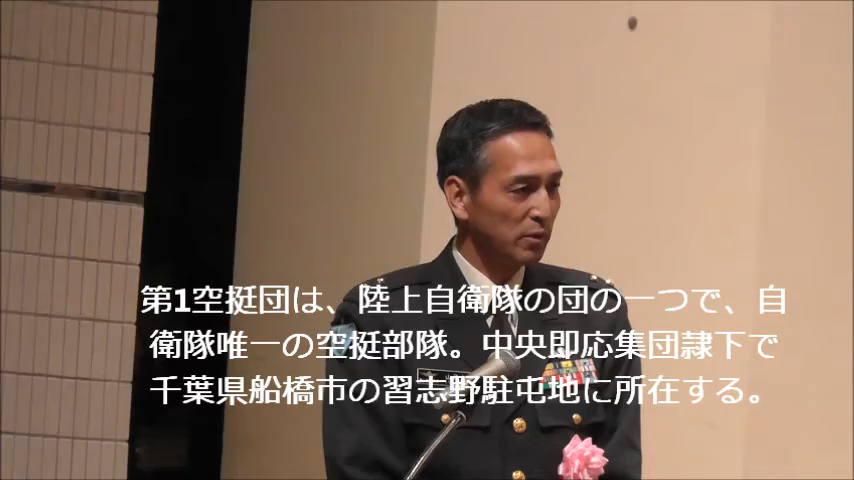 第1空挺団は、陸上自衛隊の団の一つで、自
衛隊唯一の空挺部隊。中央即応集団隷下で
千葉県船橋市の習志野駐屯地に所在する。